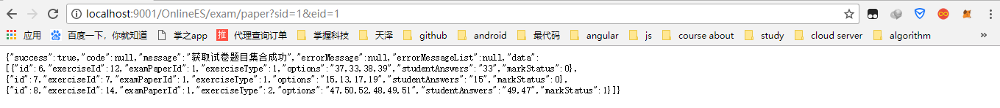 localhost:9001/OnlineES/exam/paper?sid=1&eid=1
应用 百度一下，你就知道 掌之app 推 代理查询订单 掌握科技 天泽 github android 最代码 angular js course about study cloud server algorithm »
{"success":true,"code":null,"message":"获取试卷题目集合成功","errorMessage":null,"errorMessageList":null,"data":
[{"id":6,"exerciseId":12,"examPaperId":1,"exerciseType":1,"options":"37,33,38,39","studentAnswers":"33","markStatus":0},
{"id":7,"exerciseId":7,"examPaperId":1,"exerciseType":1,"options":"15,13,17,19","studentAnswers":"15","markStatus":0},
{"id":8,"exerciseId":14,"examPaperId":1,"exerciseType":2,"options":"47,50,52,48,49,51","studentAnswers":"49,47","markStatus":1}]}